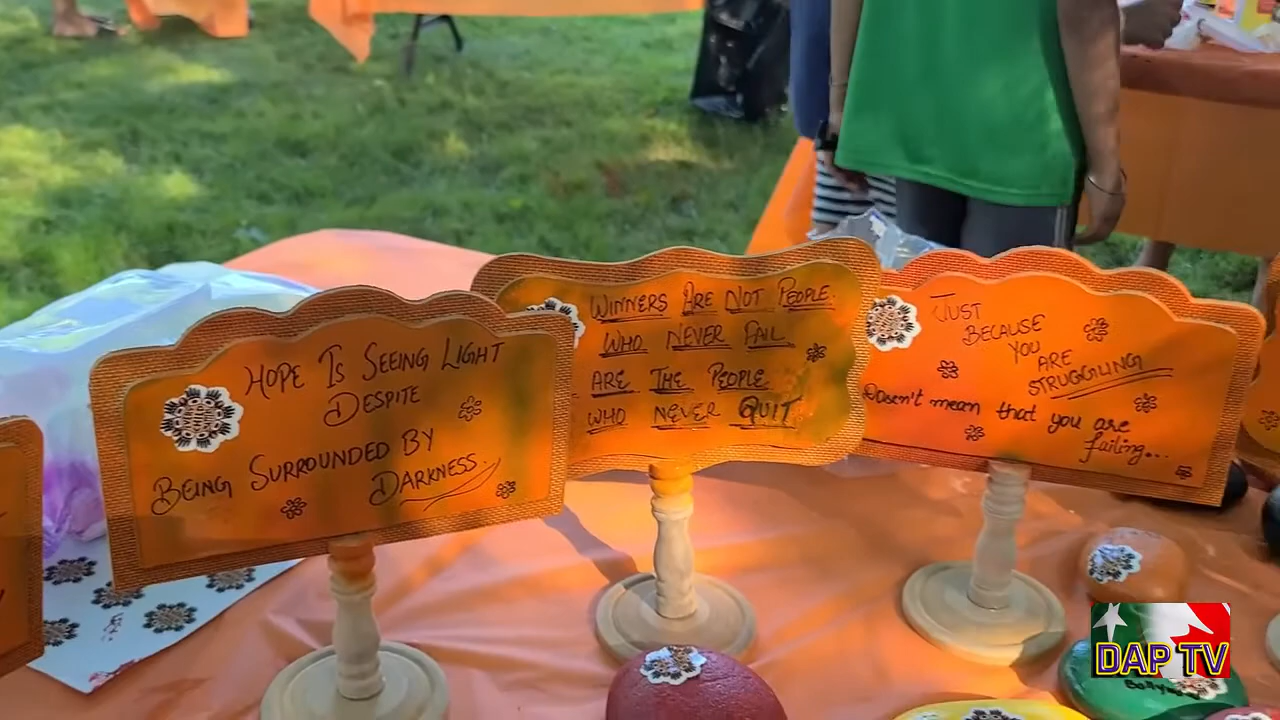 HOPE IS SEEING LIGHT
DESPITE
BEING SURROUNDED BY
DARKNESS...
WINNERS ARE NOT PEOPLE
WHO NEVER FAIL
ARE THE PEOPLE
WHO NEVER QUIT
JUST
BECAUSE
YOU
ARE
STRUGGLING
Dosen't mean that you are
failing...
DAP TV